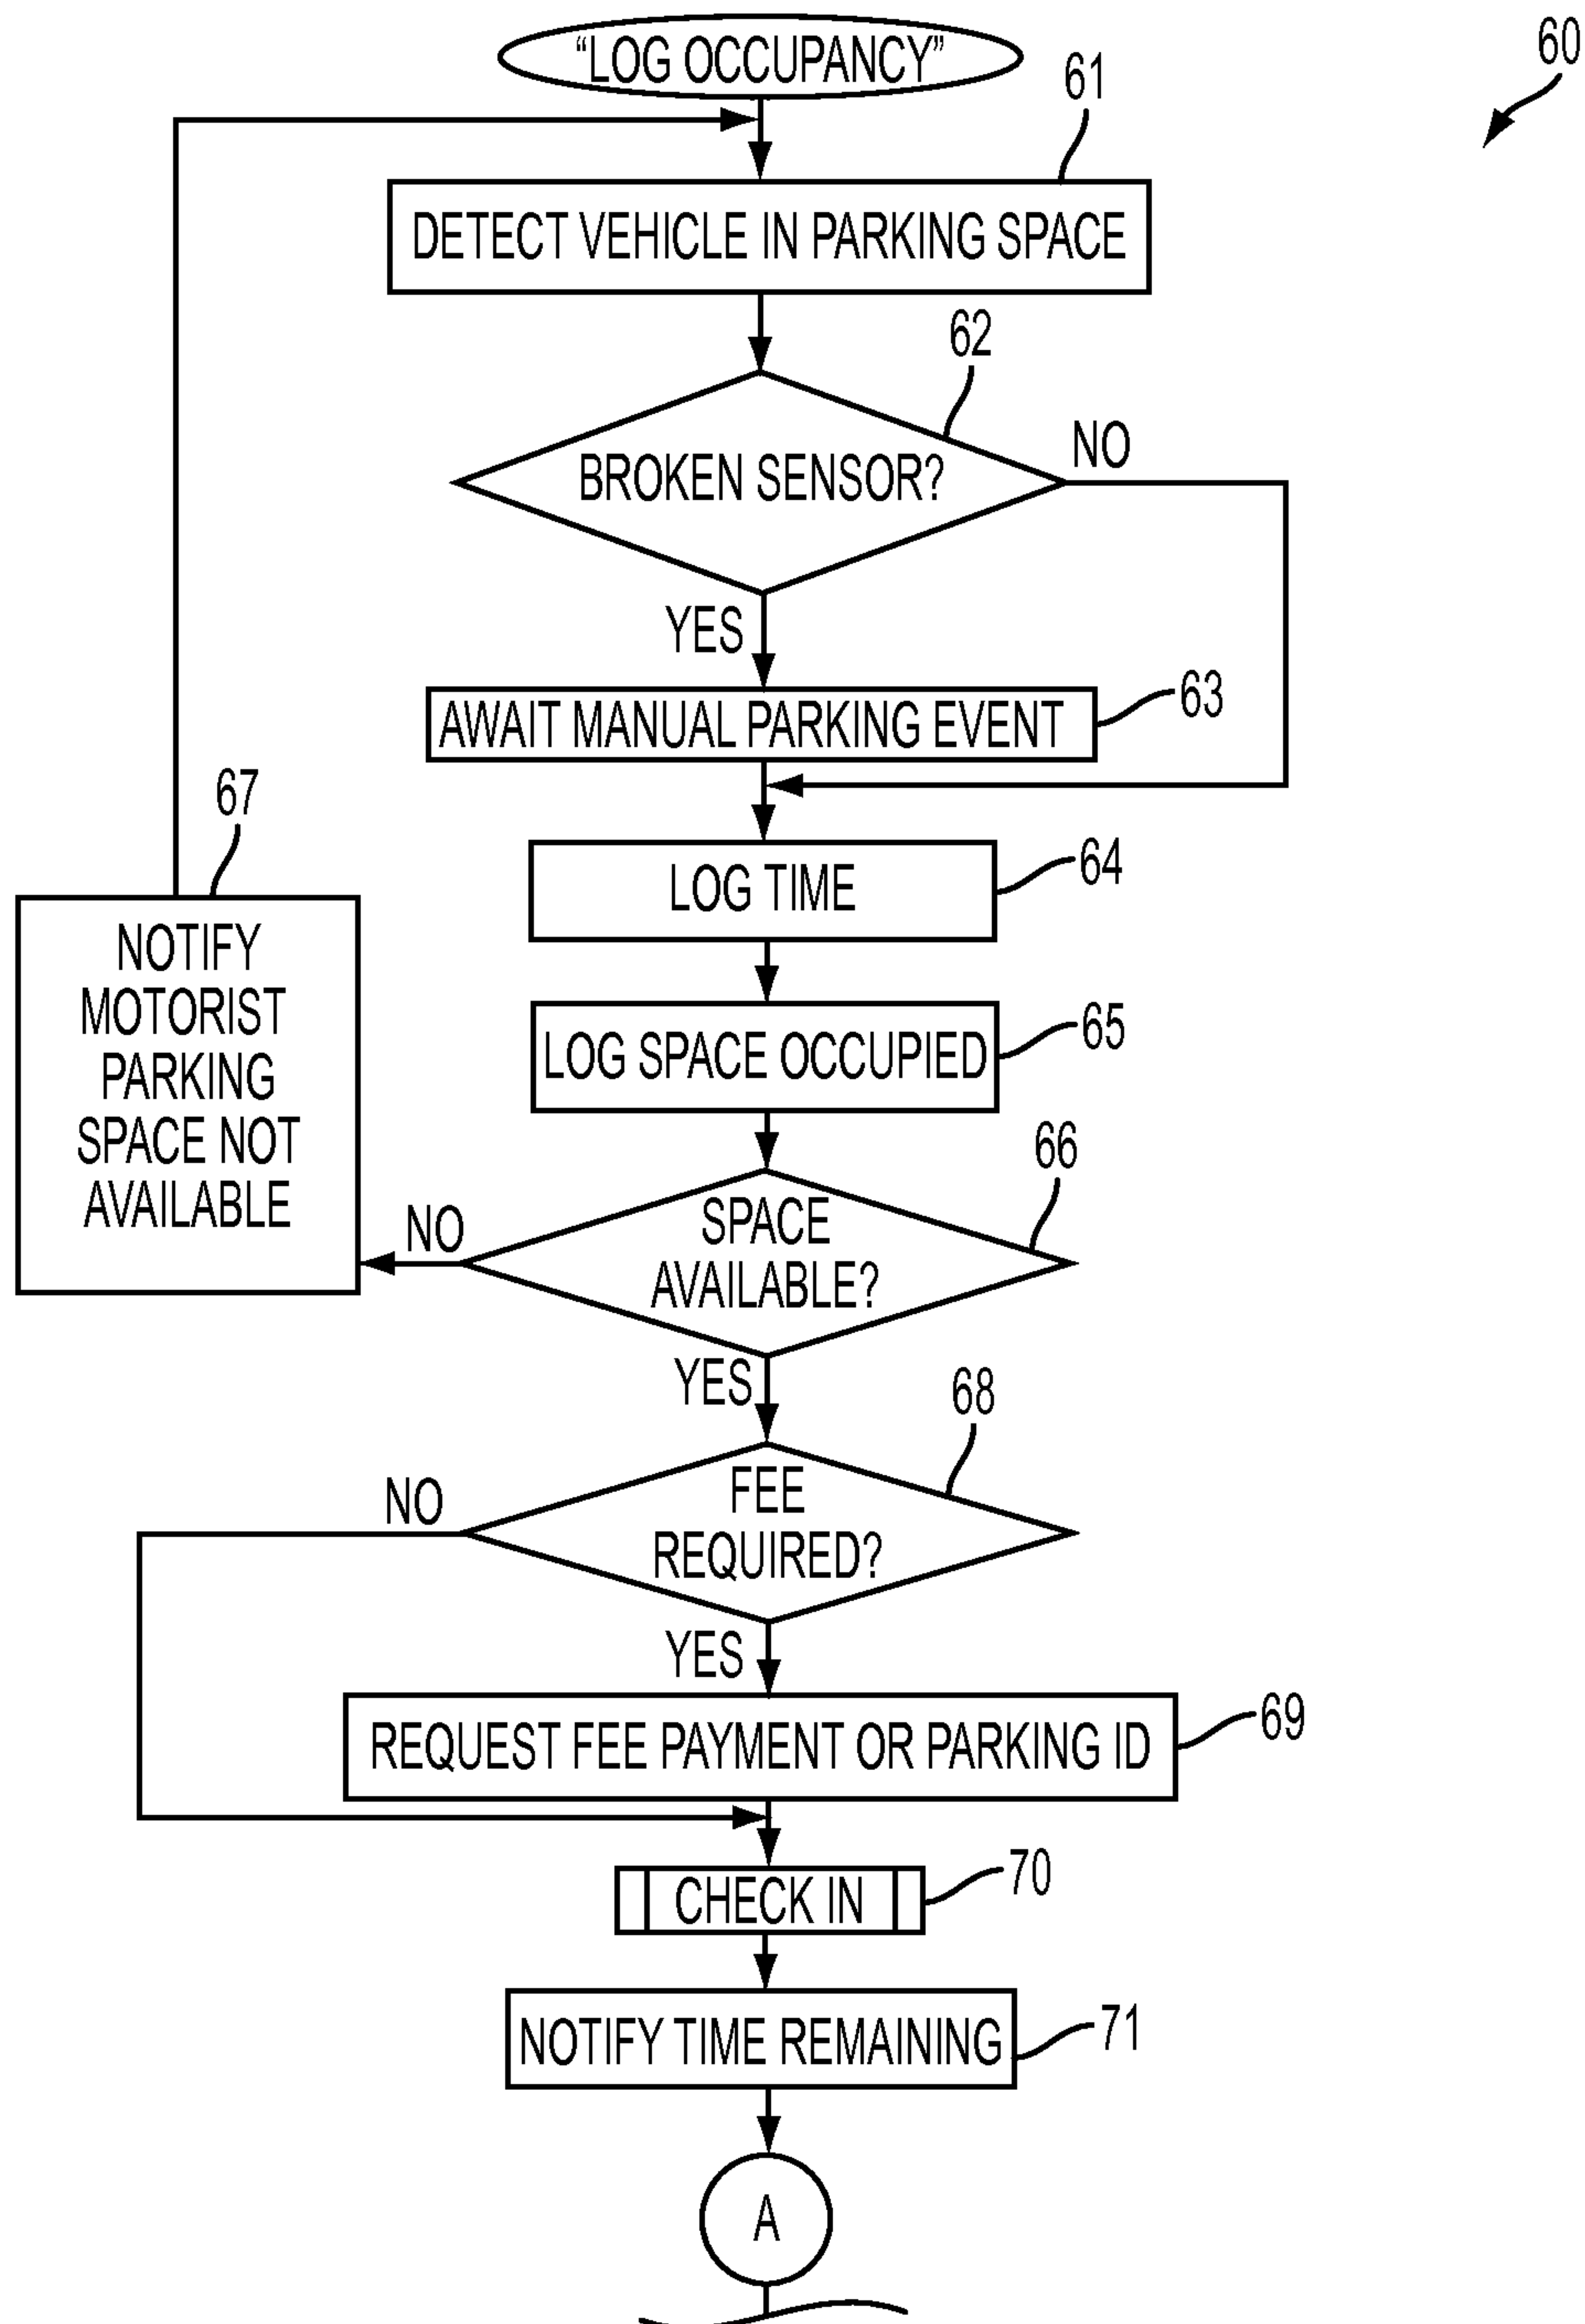 "LOG OCCUPANCY"
60
61
DETECT VEHICLE IN PARKING SPACE
62
BROKEN SENSOR?
NO
YES
AWAIT MANUAL PARKING EVENT
63
LOG TIME
64
LOG SPACE OCCUPIED
65
66
SPACE
AVAILABLE?
NO
67
NOTIFY
MOTORIST
PARKING
SPACE NOT
AVAILABLE
YES
68
FEE
REQUIRED?
NO
YES
REQUEST FEE PAYMENT OR PARKING ID
69
CHECK IN
70
NOTIFY TIME REMAINING
71
A